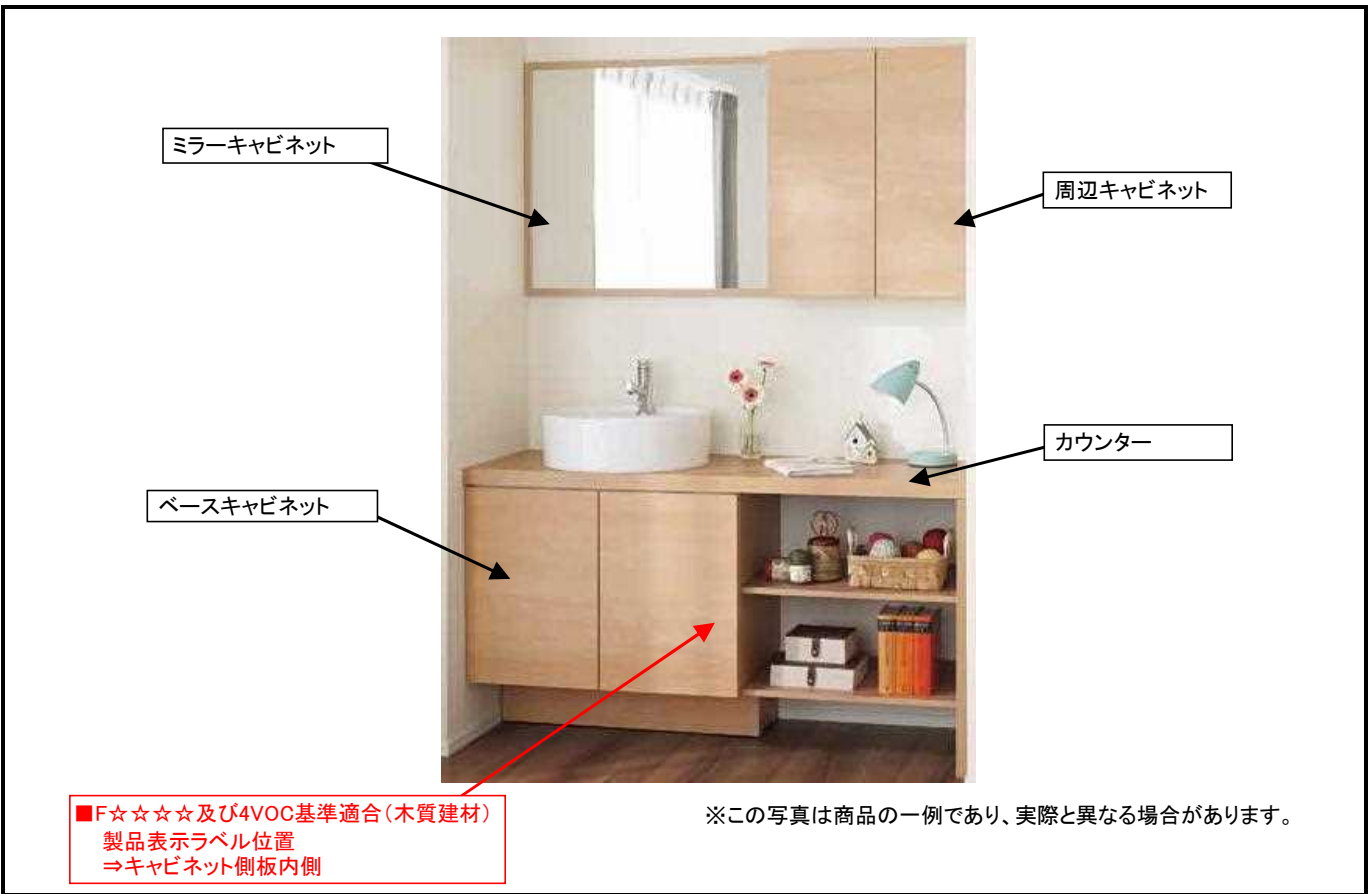 ミラーキャビネット
周辺キャビネット
カウンター
ベースキャビネット
■F☆☆☆☆及び4VOC基準適合(木質建材)
製品表示ラベル位置
⇒キャビネット側板内側
※この写真は商品の一例であり、実際と異なる場合があります。